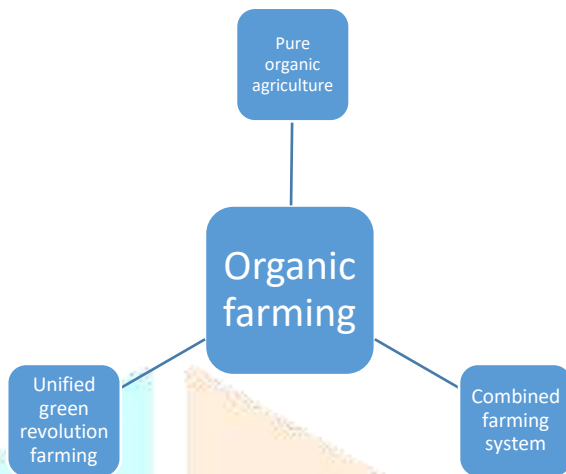 Pure
organic
agriculture
Organic
farming
Unified
green
revolution
farming
Combined
farming
system